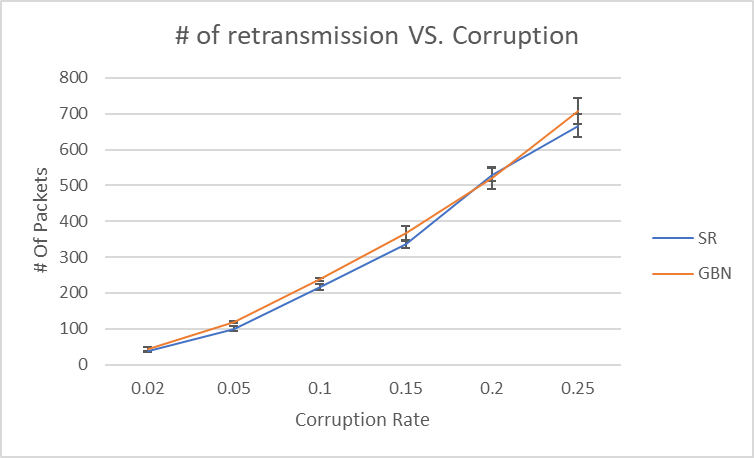 # of retransmission VS. Corruption
800
700
600
500
400
300
200
100
0
# Of Packets
0.02 0.05 0.1 0.15 0.2 0.25
Corruption Rate
SR
GBN